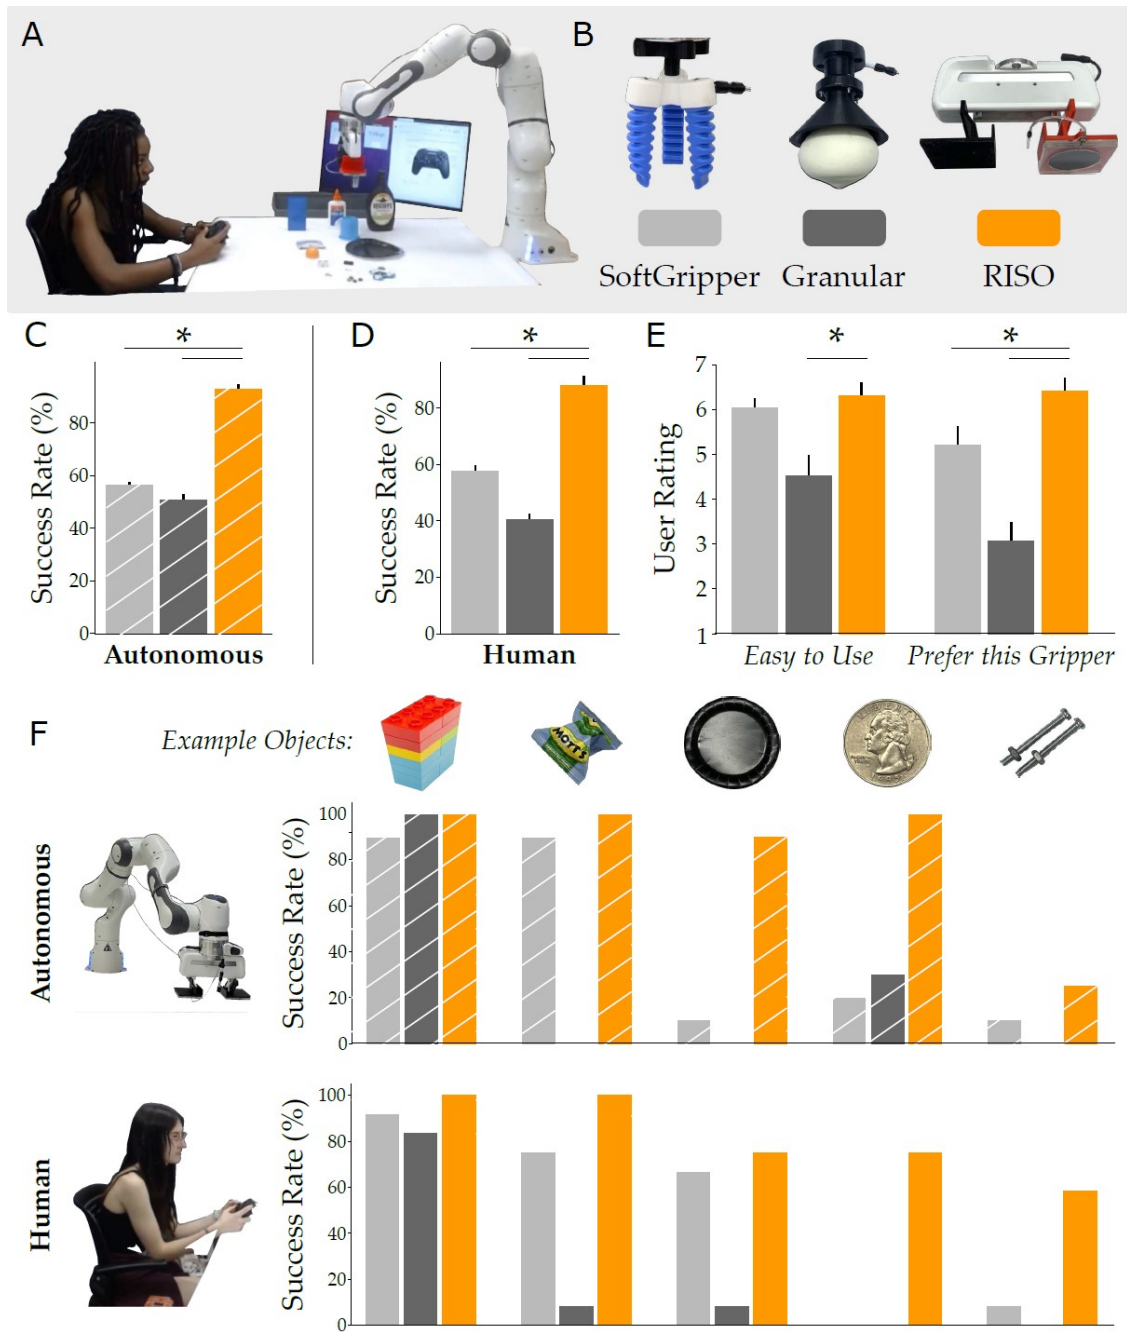 A
B
SoftGripper
Granular
RISO
C
*
Success Rate (%)
80
60
40
20
0
Autonomous
D
*
Success Rate (%)
80
60
40
20
0
Human
E
*
*
User Rating
7
6
5
4
3
2
1
Easy to Use
Prefer this Gripper
F
Example Objects:
MOTT'S
LIBERTY
Autonomous
Success Rate (%)
100
80
60
40
20
0
Human
Success Rate (%)
100
80
60
40
20
0